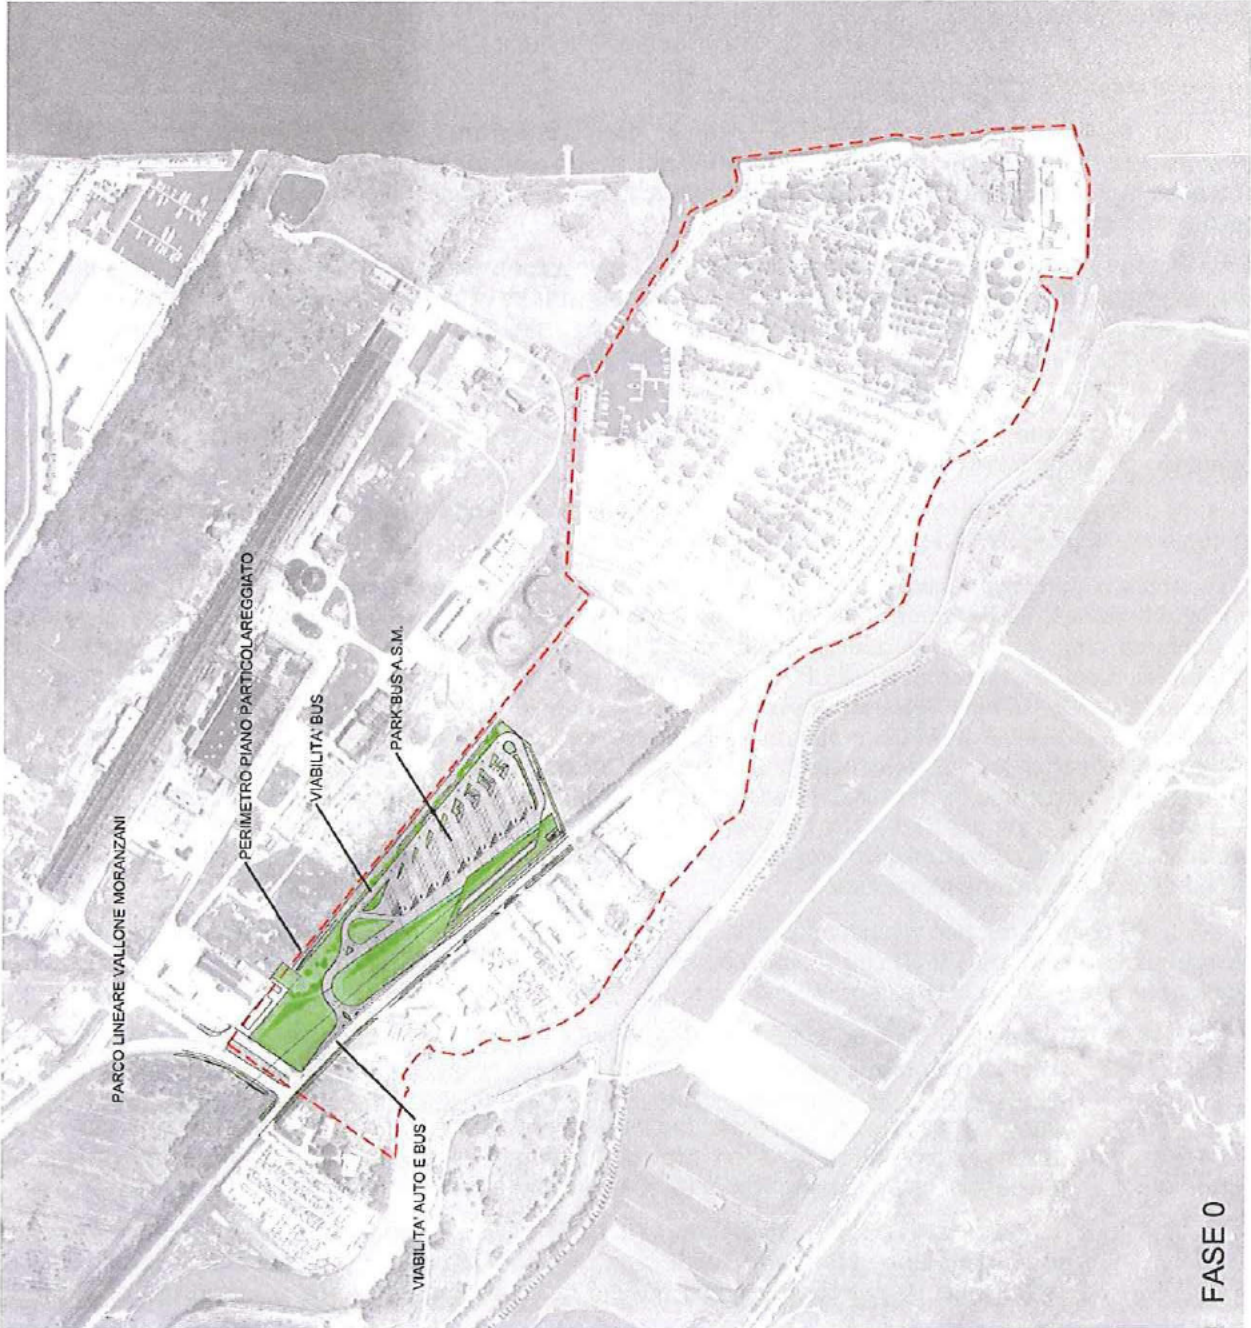 PARCO LINEARE VALLONE MORANZANI
PERIMETRO PIANO PARTICOLAREGGIATO
VIABILITA' BUS
PARK BUS A.S.M.
VIABILITA' AUTO E BUS
FASE 0